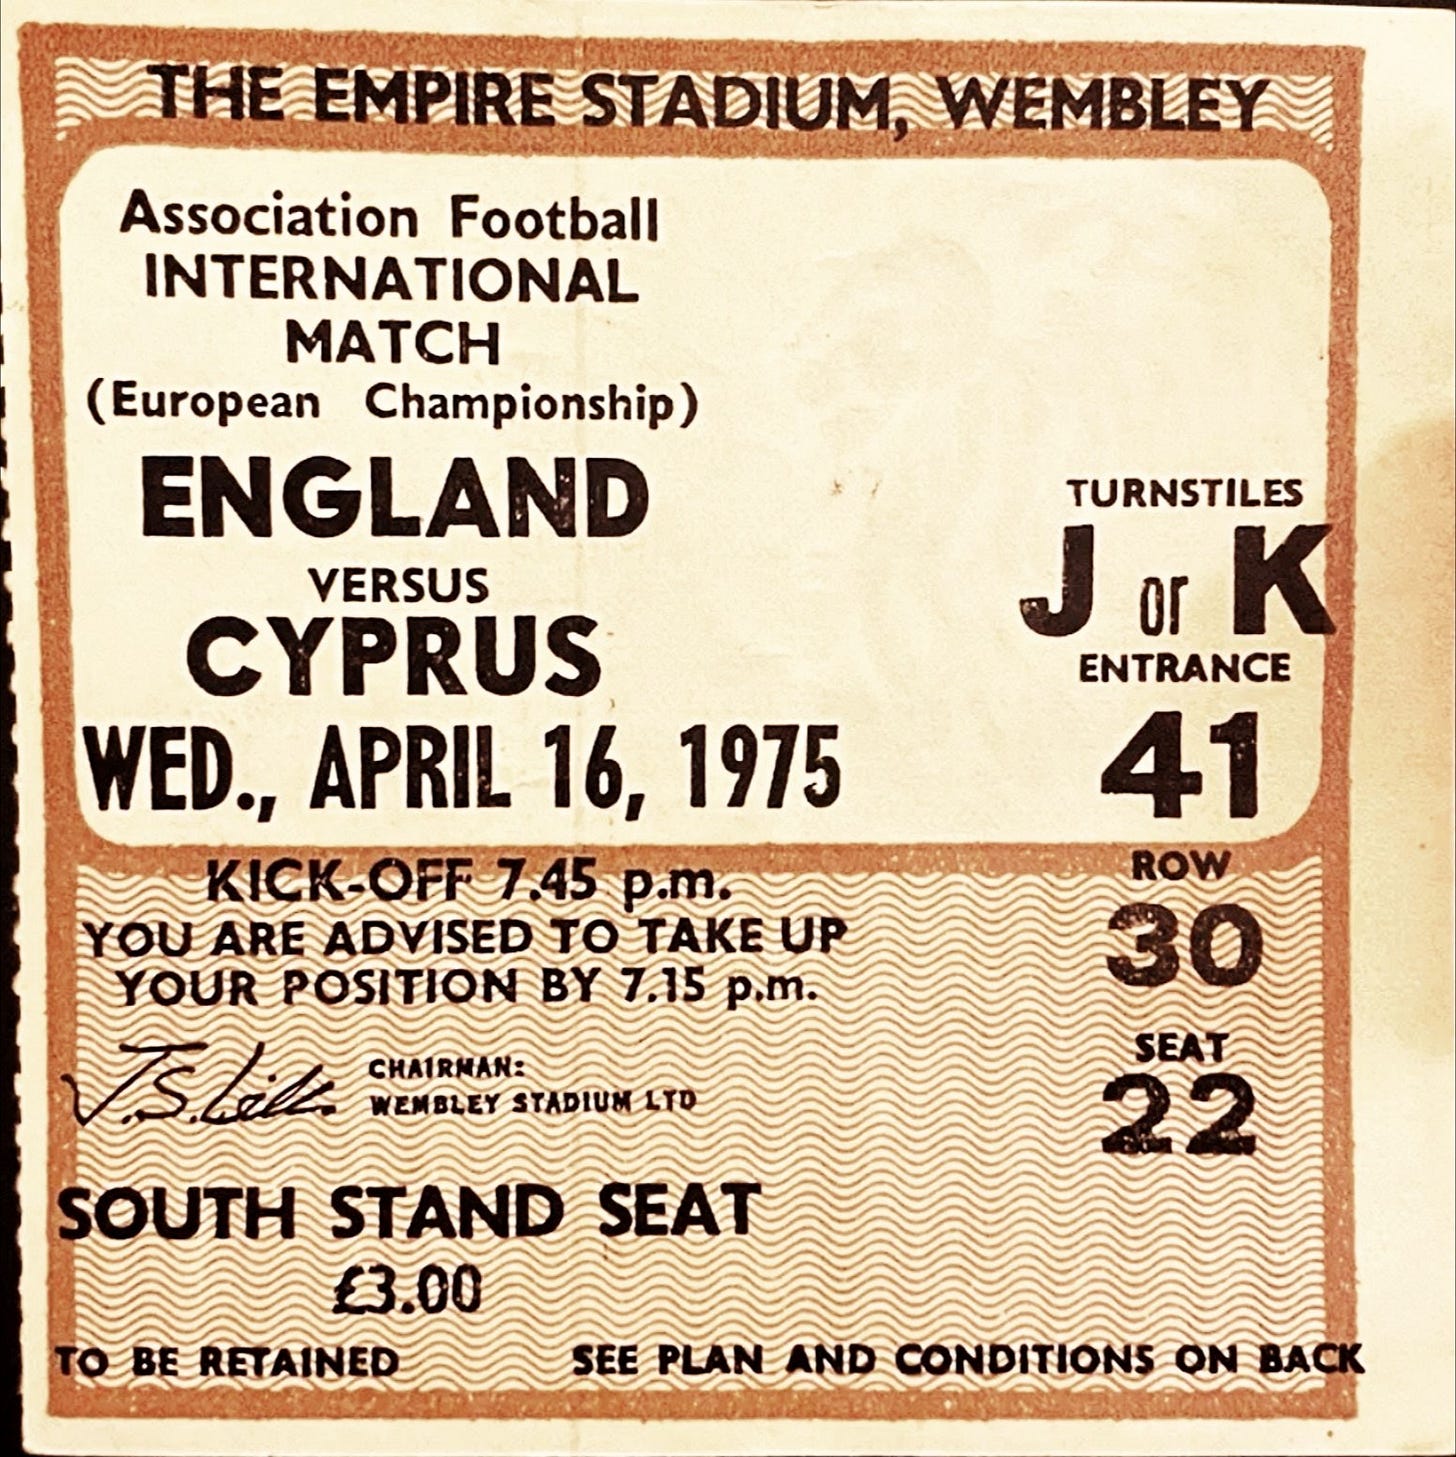 THE EMPIRE STADIUM, WEMBLEY
Association Football
INTERNATIONAL
MATCH
(European Championship)
ENGLAND
VERSUS
CYPRUS
WED., APRIL 16, 1975
TURNSTILES
J or K
ENTRANCE
41
ROW
30
SEAT
22
KICK-OFF 7.45 p.m.
YOU ARE ADVISED TO TAKE UP
YOUR POSITION BY 7.15 p.m.
CHAIRMAN:
WEMBLEY STADIUM LTD
SOUTH STAND SEAT
£3.00
TO BE RETAINED
SEE PLAN AND CONDITIONS ON BACK